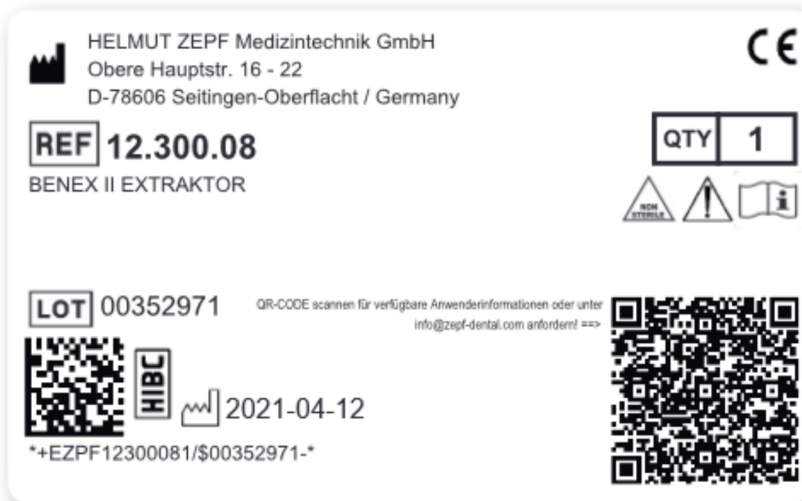 HELMUT ZEPF Medizintechnik GmbH
Obere Hauptstr. 16 - 22
D-78606 Seitingen-Oberflacht / Germany
CE
REF 12.300.08
QTY 1
BENEX II EXTRAKTOR
NON
STERILE
LOT 00352971
QR-CODE scannen für verfügbare Anwenderinformationen oder unter
info@zepf-dental.com anfordern! ==>
HIBC
2021-04-12
*+EZPF12300081/$00352971-*